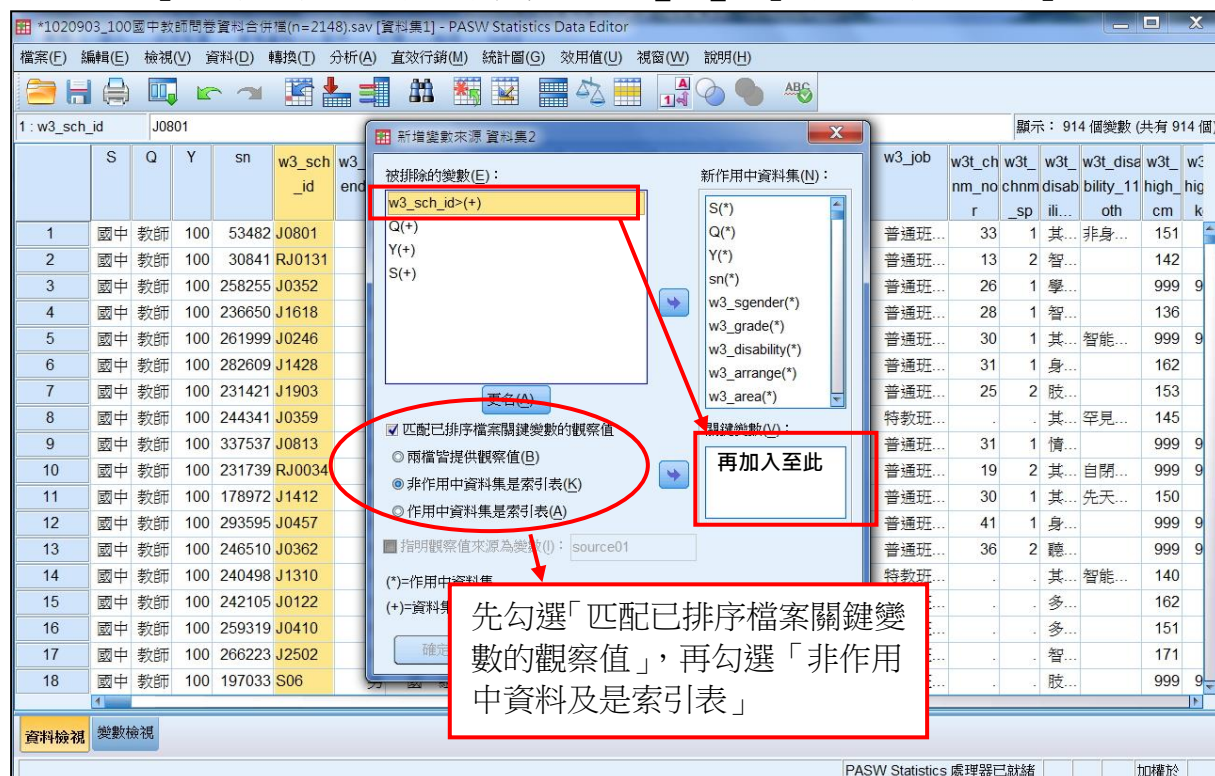 *1020903_100國中教師問卷資料合併檔(n=2148).sav [資料集1] - PASW Statistics Data Editor
檔案(F) 編輯(E) 檢視(V) 資料(D) 轉換(T) 分析(A) 直效行銷(M) 統計圖(G) 效用值(U) 視窗(W) 說明(H)
1 : w3_sch_id J0801 顯示： 914 個變數 (共有 914 個
S Q Y sn w3_sch_id w3_ w3_job w3t_chnm_nor w3t_chnm_sp w3t_disabili... w3t_disability_11oth w3t_high_cm
1 國中 教師 100 53482 J0801 普通班... 33 1 其... 非身... 151
2 國中 教師 100 30841 RJ0131 普通班... 13 2 智... 142
3 國中 教師 100 258255 J0352 普通班... 26 1 學... 999 9
4 國中 教師 100 236650 J1618 普通班... 28 1 智... 136
5 國中 教師 100 261999 J0246 普通班... 30 1 其... 智能... 999 9
6 國中 教師 100 282609 J1428 普通班... 31 1 身... 162
7 國中 教師 100 231421 J1903 普通班... 25 2 肢... 153
8 國中 教師 100 244341 J0359 特教班... . . 其... 罕見... 145
9 國中 教師 100 337537 J0813 普通班... 31 1 情... 999 9
10 國中 教師 100 231739 RJ0034 普通班... 19 2 其... 自閉... 999 9
11 國中 教師 100 178972 J1412 普通班... 30 1 其... 先天... 150
12 國中 教師 100 293595 J0457 普通班... 41 1 身... 999 9
13 國中 教師 100 246510 J0362 普通班... 36 2 聽... 999 9
14 國中 教師 100 240498 J1310 特教班... . . 其... 智能... 140
15 國中 教師 100 242105 J0122 . . 多... 162
16 國中 教師 100 259319 J0410 . . 多... 151
17 國中 教師 100 266223 J2502 . . 智... 171
18 國中 教師 100 197033 S06 . . 肢... 999 9
新增變數來源 資料集2
被排除的變數(E)：
w3_sch_id>(+)
Q(+)
Y(+)
S(+)
更名(A)
新作用中資料集(N)：
S(*)
Q(*)
Y(*)
sn(*)
w3_sgender(*)
w3_grade(*)
w3_disability(*)
w3_arrange(*)
w3_area(*)
匹配已排序檔案關鍵變數的觀察值
兩檔皆提供觀察值(B)
非作用中資料集是索引表(K)
作用中資料集是索引表(A)
關鍵變數(V)：
再加入至此
指明觀察值來源為變數(I)： source01
(*)=作用中資料集
(+)=資料集
確定
先勾選「匹配已排序檔案關鍵變
數的觀察值」，再勾選「非作用
中資料及是索引表」
資料檢視 變數檢視
PASW Statistics 處理器已就緒 加權於